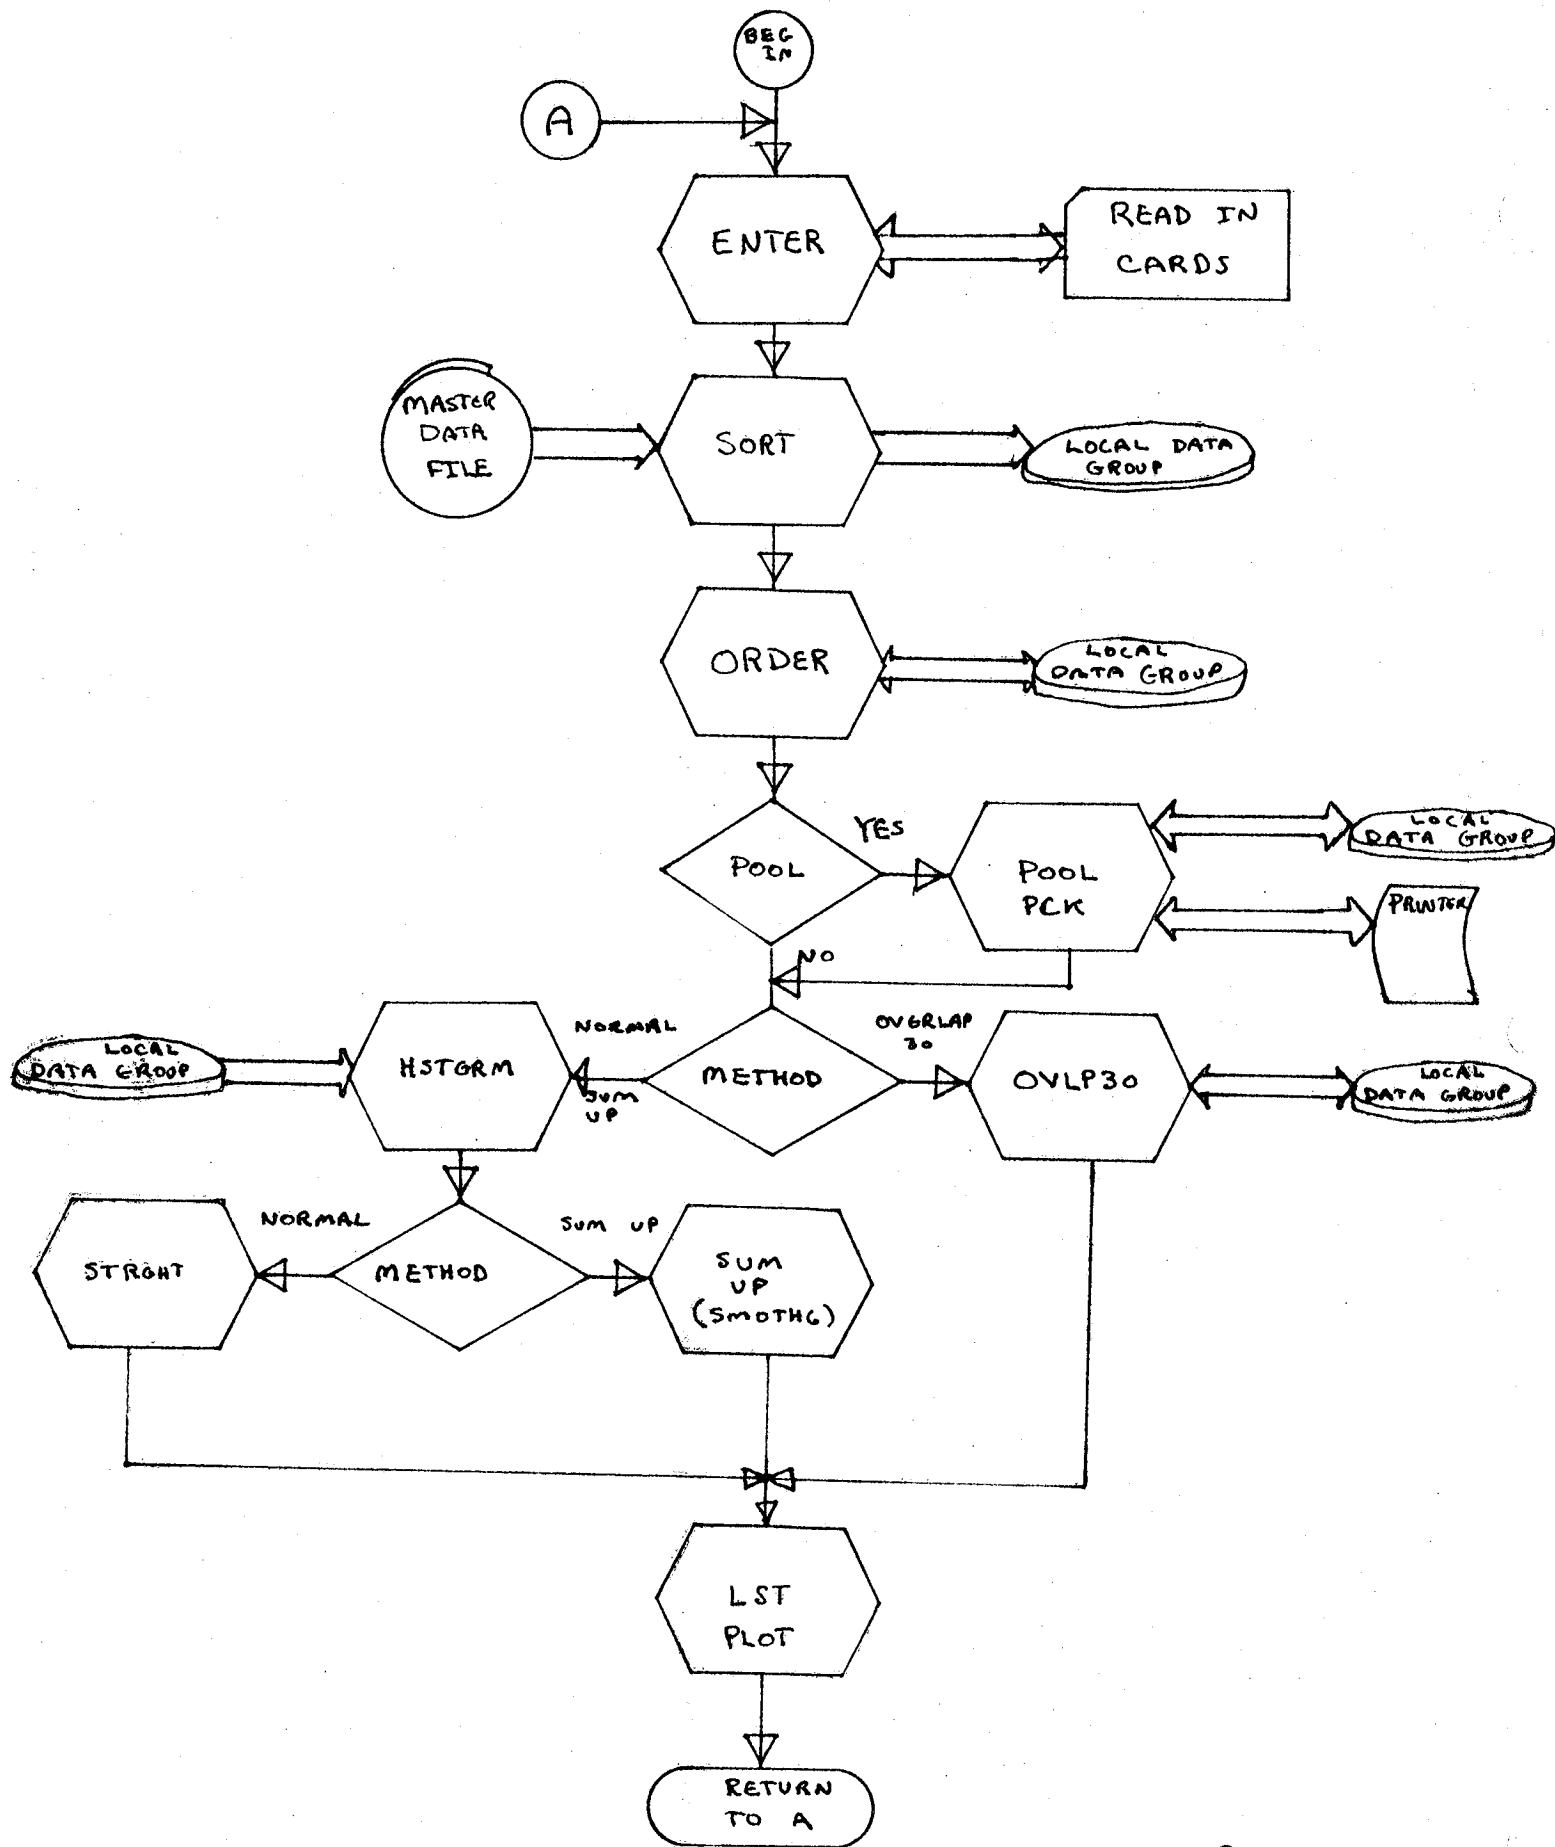 BEG
IN
A
ENTER
READ IN
CARDS
MASTER
DATA
FILE
SORT
LOCAL DATA
GROUP
ORDER
LOCAL
DATA GROUP
POOL
YES
POOL
PCK
LOCAL
DATA GROUP
PRINTER
NO
LOCAL
DATA GROUP
HSTGRM
NORMAL
SUM
UP
METHOD
OVERLAP
30
OVLP30
LOCAL
DATA GROUP
STRGHT
NORMAL
METHOD
SUM UP
SUM
UP
(SMOTHG)
LST
PLOT
RETURN
TO A